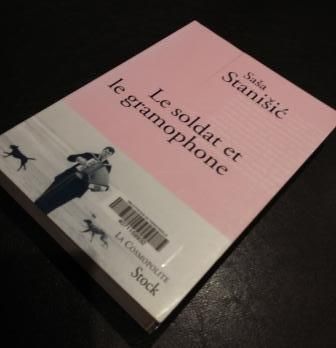 Saša
Stanišić
Le soldat et
le gramophone
LA COSMOPOLITE
Stock